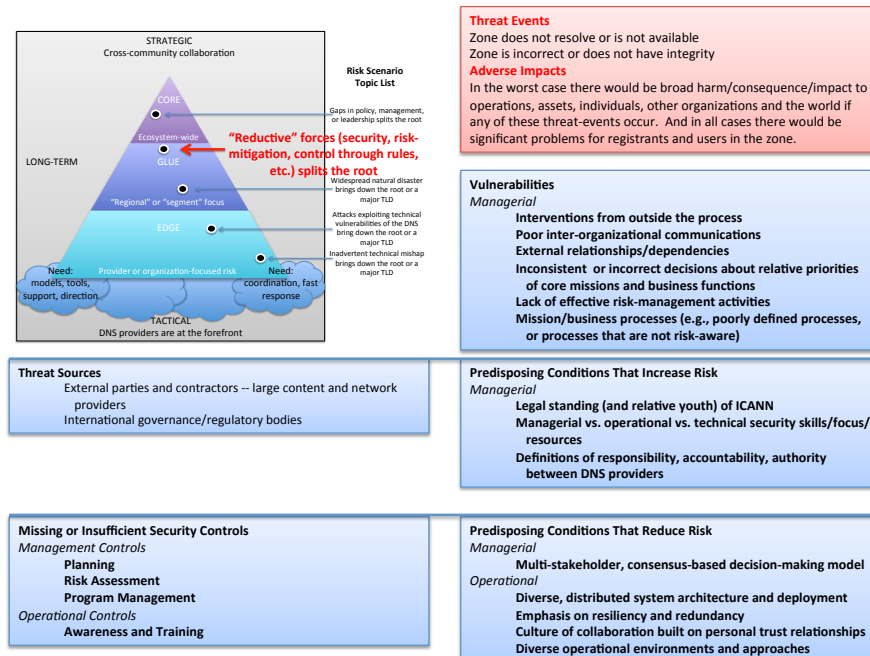 STRATEGIC
Cross-community collaboration
Risk Scenario
Topic List
CORE
Gaps in policy, management,
or leadership splits the root
Ecosystem-wide
"Reductive" forces (security, risk-
mitigation, control through rules,
etc.) splits the root
GLUE
LONG-TERM
Widespread natural disaster
brings down the root or a
major TLD
"Regional" or "segment" focus
Attacks exploiting technical
vulnerabilities of the DNS
bring down the root or a
major TLD
EDGE
Inadvertent technical mishap
brings down the root or a
major TLD
Provider or organization-focused risk
Need:
models, tools,
support, direction
Need:
coordination, fast
response
TACTICAL
DNS providers are at the forefront
Threat Events
Zone does not resolve or is not available
Zone is incorrect or does not have integrity
Adverse Impacts
In the worst case there would be broad harm/consequence/impact to
operations, assets, individuals, other organizations and the world if
any of these threat-events occur. And in all cases there would be
significant problems for registrants and users in the zone.
Vulnerabilities
Managerial
Interventions from outside the process
Poor inter-organizational communications
External relationships/dependencies
Inconsistent or incorrect decisions about relative priorities
of core missions and business functions
Lack of effective risk-management activities
Mission/business processes (e.g., poorly defined processes,
or processes that are not risk-aware)
Threat Sources
External parties and contractors -- large content and network
providers
International governance/regulatory bodies
Predisposing Conditions That Increase Risk
Managerial
Legal standing (and relative youth) of ICANN
Managerial vs. operational vs. technical security skills/focus/
resources
Definitions of responsibility, accountability, authority
between DNS providers
Missing or Insufficient Security Controls
Management Controls
Planning
Risk Assessment
Program Management
Operational Controls
Awareness and Training
Predisposing Conditions That Reduce Risk
Managerial
Multi-stakeholder, consensus-based decision-making model
Operational
Diverse, distributed system architecture and deployment
Emphasis on resiliency and redundancy
Culture of collaboration built on personal trust relationships
Diverse operational environments and approaches